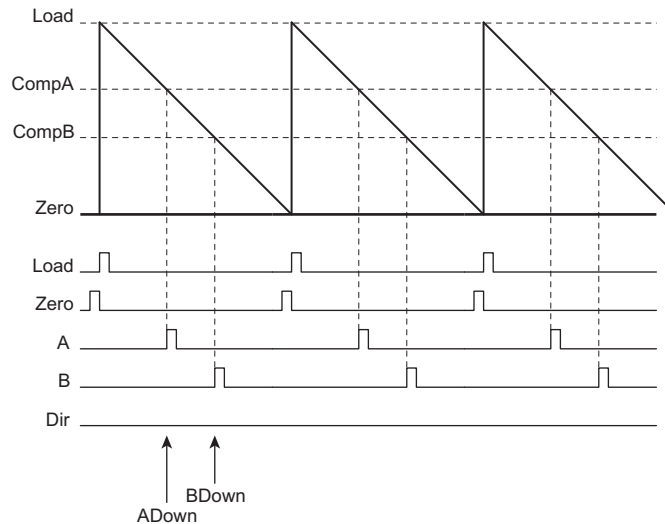 Load
CompA
CompB
Zero
Load
Zero
A
B
Dir
BDown
ADown